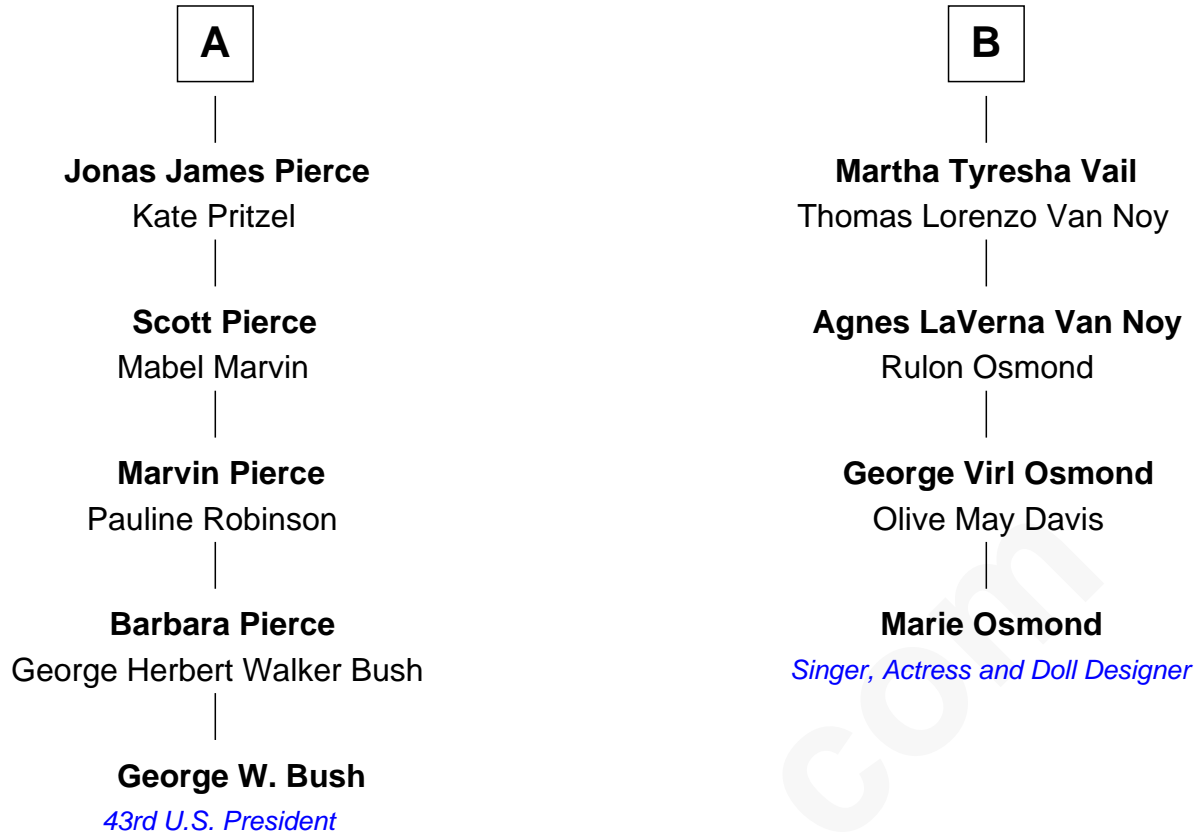 A
Jonas James Pierce
Kate Pritzel
Scott Pierce
Mabel Marvin
Marvin Pierce
Pauline Robinson
Barbara Pierce
George Herbert Walker Bush
George W. Bush
43rd U.S. President
B
Martha Tyresha Vail
Thomas Lorenzo Van Noy
Agnes LaVerna Van Noy
Rulon Osmond
George Virl Osmond
Olive May Davis
Marie Osmond
Singer, Actress and Doll Designer
com